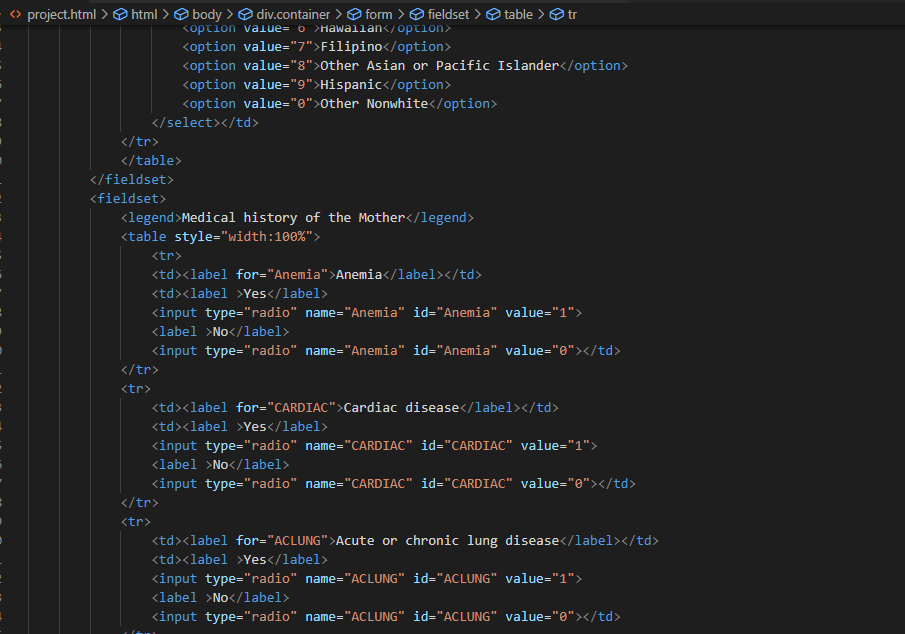 project.html > html > body > div.container > form > fieldset > table > tr
<option value="6">Hawaiian</option>
<option value="7">Filipino</option>
<option value="8">Other Asian or Pacific Islander</option>
<option value="9">Hispanic</option>
<option value="0">Other Nonwhite</option>
</select></td>
</tr>
</table>
</fieldset>
<fieldset>
<legend>Medical history of the Mother</legend>
<table style="width:100%">
<tr>
<td><label for="Anemia">Anemia</label></td>
<td><label >Yes</label>
<input type="radio" name="Anemia" id="Anemia" value="1">
<label >No</label>
<input type="radio" name="Anemia" id="Anemia" value="0"></td>
</tr>
<tr>
<td><label for="CARDIAC">Cardiac disease</label></td>
<td><label >Yes</label>
<input type="radio" name="CARDIAC" id="CARDIAC" value="1">
<label >No</label>
<input type="radio" name="CARDIAC" id="CARDIAC" value="0"></td>
</tr>
<tr>
<td><label for="ACLUNG">Acute or chronic lung disease</label></td>
<td><label >Yes</label>
<input type="radio" name="ACLUNG" id="ACLUNG" value="1">
<label >No</label>
<input type="radio" name="ACLUNG" id="ACLUNG" value="0"></td>
</tr>